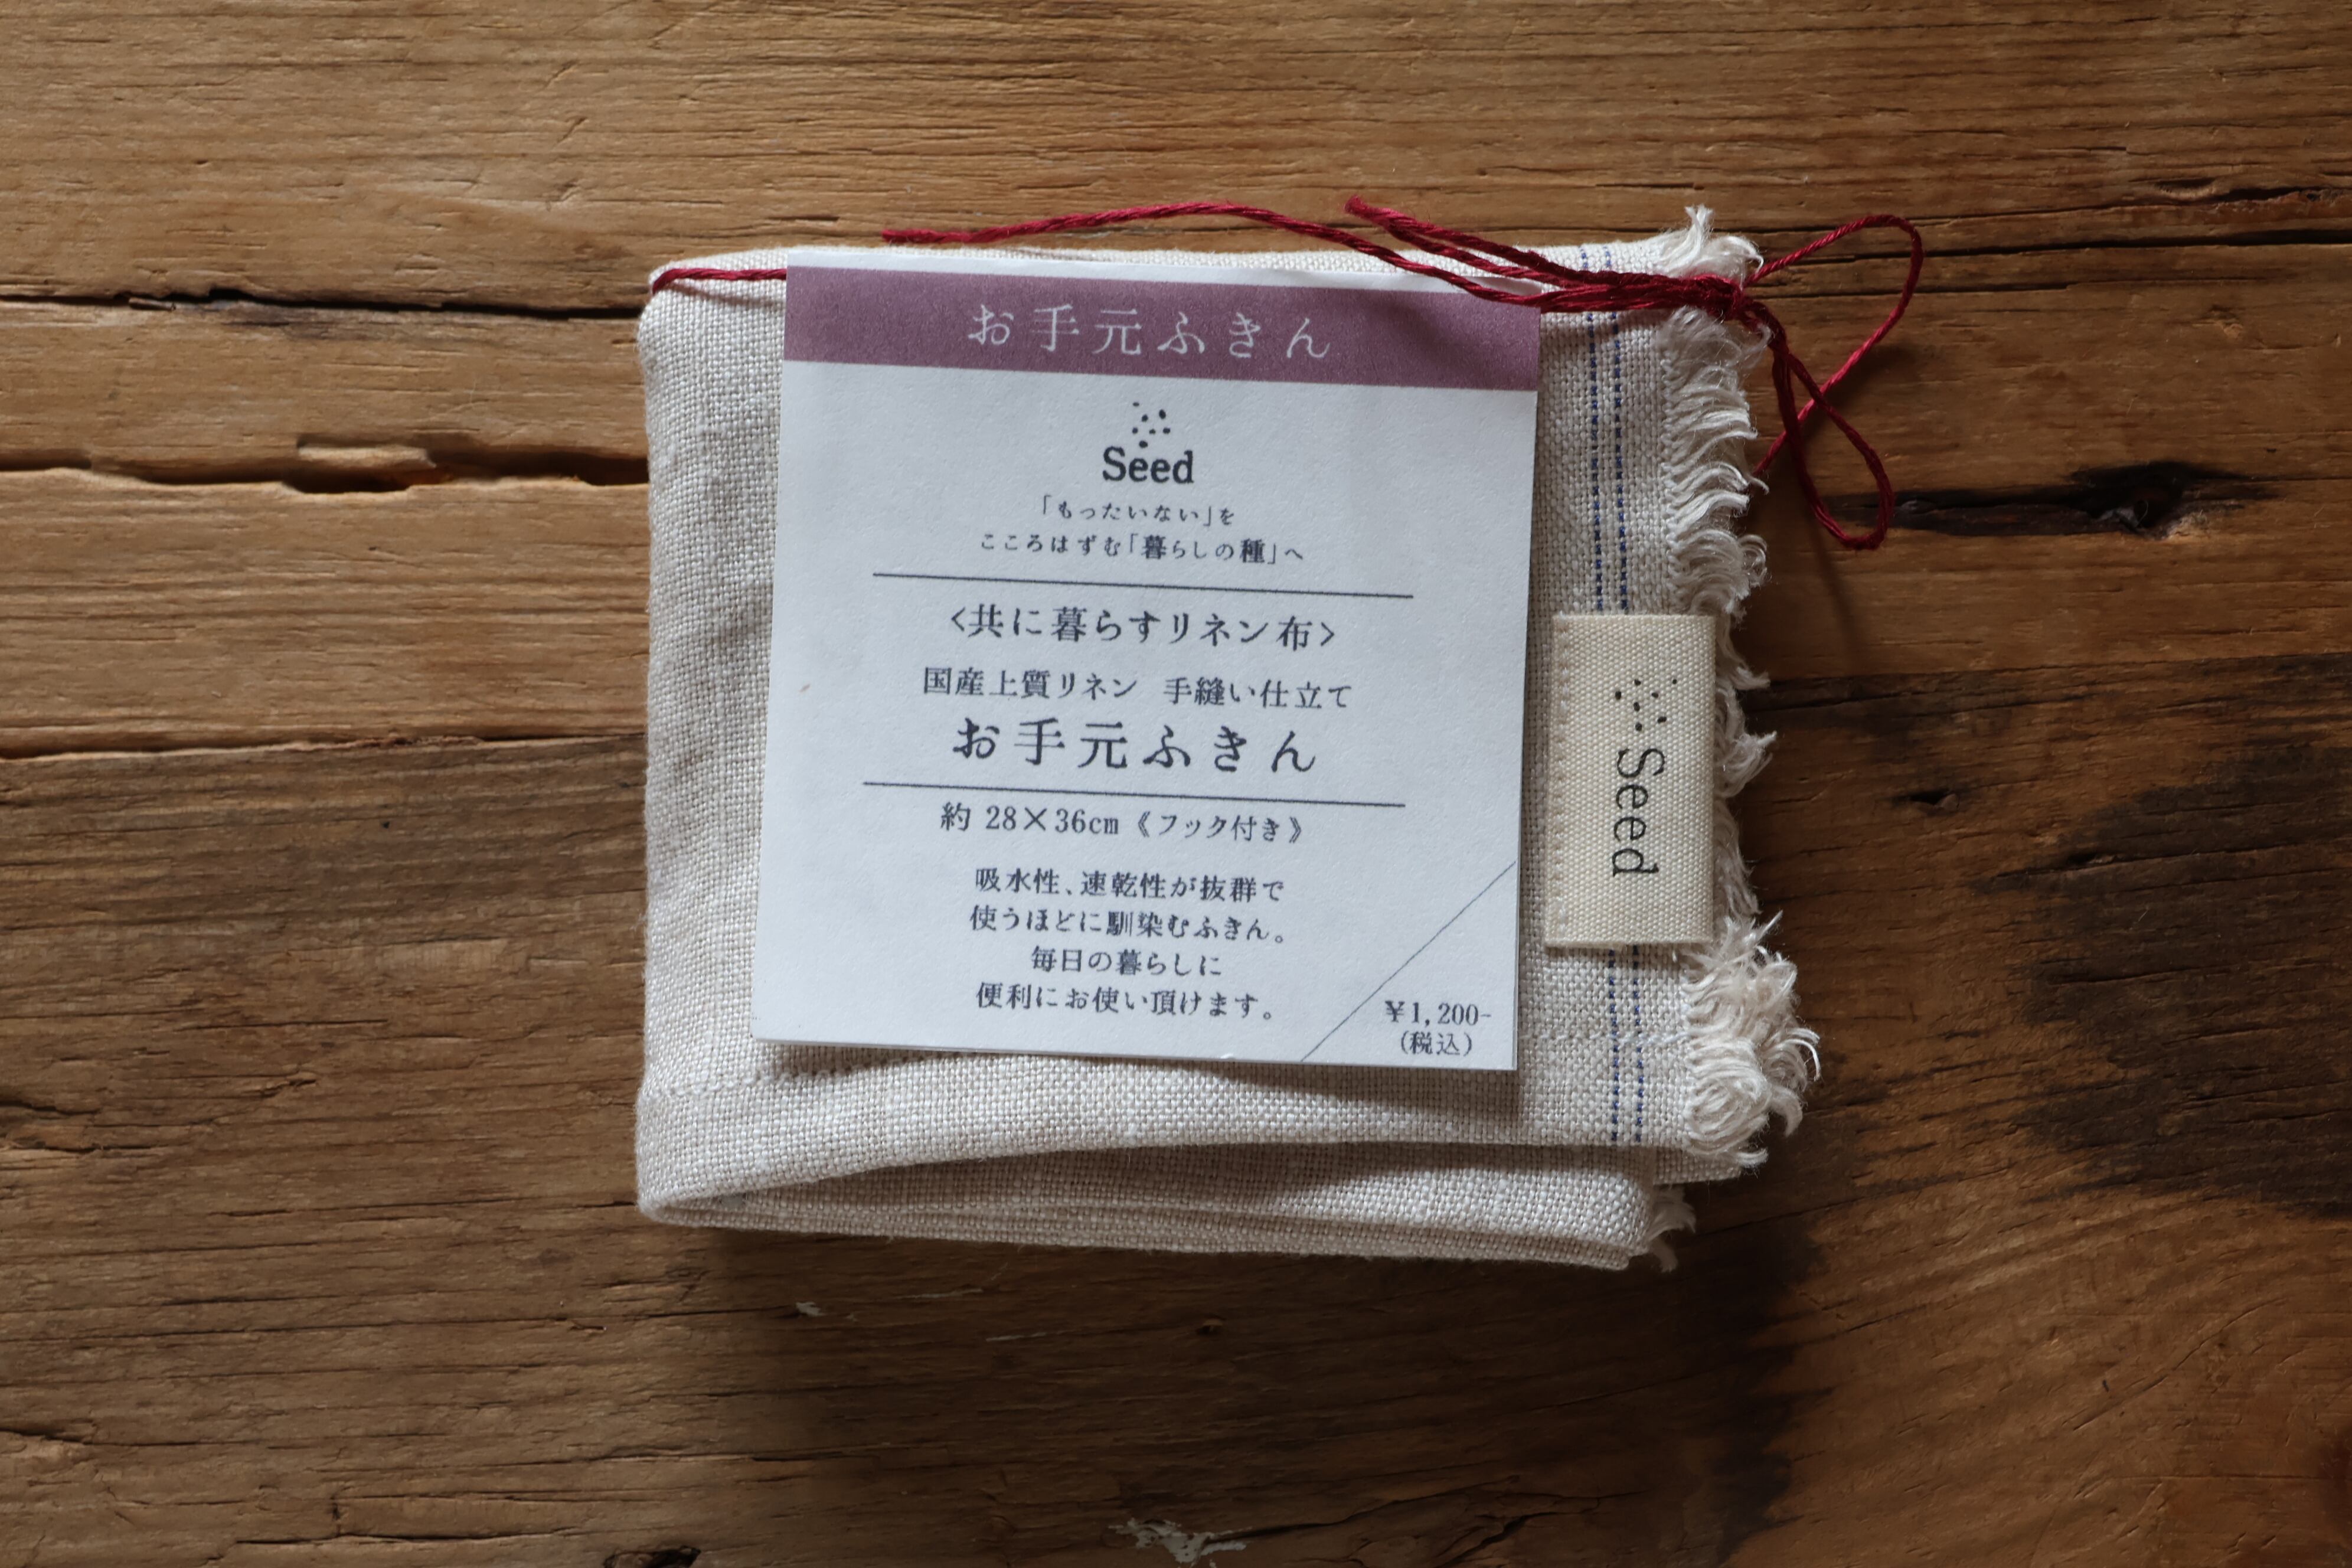 お手元ふきん
Seed
「もったいない」を
こころはずむ「暮らしの種」へ
<共に暮らすリネン布>
国産上質リネン 手縫い仕立て
お手元ふきん
約 28×36cm《フック付き》
吸水性、速乾性が抜群で
使うほどに馴染むふきん。
毎日の暮らしに
便利にお使い頂けます。
¥1,200-
(税込)
Seed